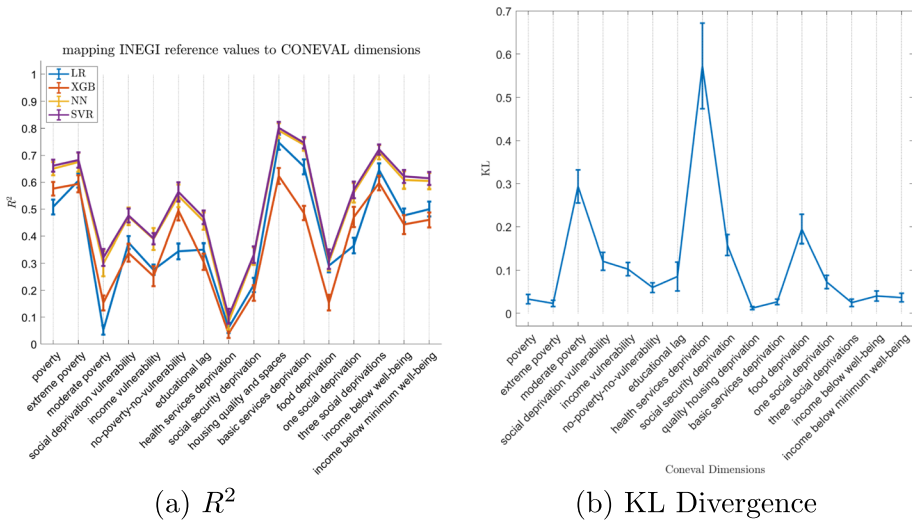 mapping INEGI reference values to CONEVAL dimensions
LR
XGB
NN
SVR
1
0.9
0.8
0.7
0.6
0.5
0.4
0.3
0.2
0.1
0
R²
poverty
extreme poverty
moderate poverty
social deprivation vulnerability
income vulnerability
no-poverty-no-vulnerability
educational lag
health services deprivation
social security deprivation
housing quality and spaces
basic services deprivation
food deprivation
one social deprivation
three social deprivations
income below well-being
income below minimum well-being
(a) R²
0.7
0.6
0.5
0.4
0.3
0.2
0.1
0
KL
poverty
extreme poverty
moderate poverty
social deprivation vulnerability
income vulnerability
no-poverty-no-vulnerability
educational lag
health services deprivation
social security deprivation
quality housing deprivation
basic services deprivation
food deprivation
one social deprivation
three social deprivations
income below well-being
income below minimum well-being
Coneval Dimensions
(b) KL Divergence